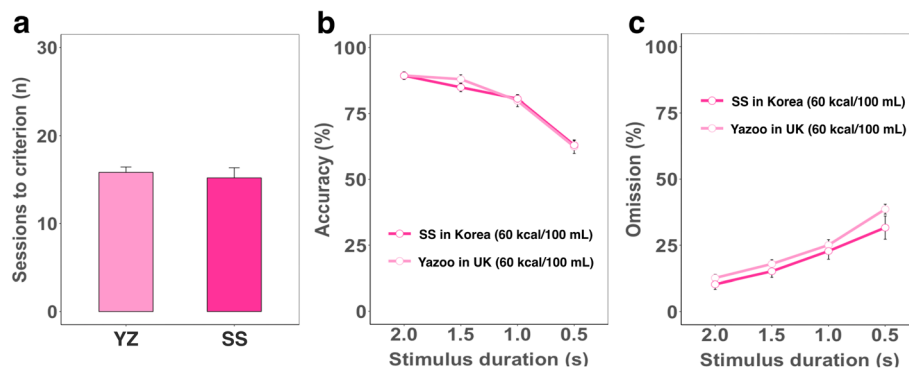 a
Sessions to criterion (n)
30
20
10
0
YZ
SS
b
Accuracy (%)
100
75
50
25
0
SS in Korea (60 kcal/100 mL)
Yazoo in UK (60 kcal/100 mL)
2.0 1.5 1.0 0.5
Stimulus duration (s)
c
Omission (%)
100
75
50
25
0
SS in Korea (60 kcal/100 mL)
Yazoo in UK (60 kcal/100 mL)
2.0 1.5 1.0 0.5
Stimulus duration (s)